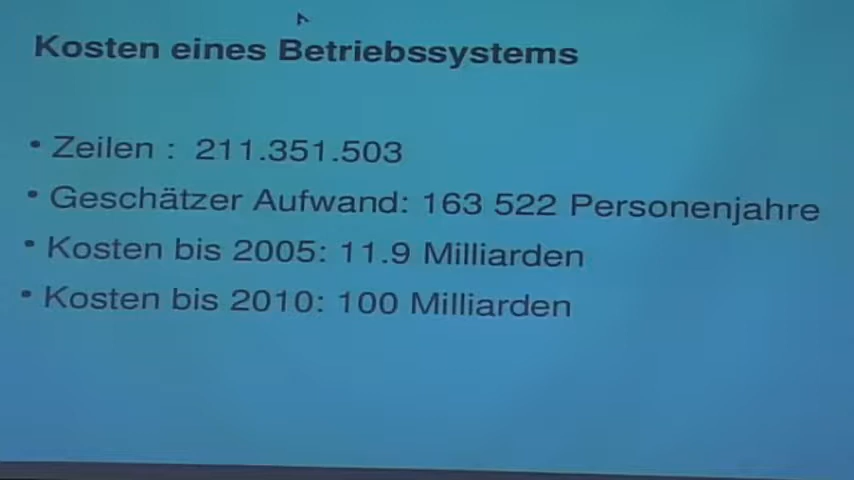 Kosten eines Betriebssystems
• Zeilen : 211.351.503
• Geschätzer Aufwand: 163 522 Personenjahre
• Kosten bis 2005: 11.9 Milliarden
• Kosten bis 2010: 100 Milliarden